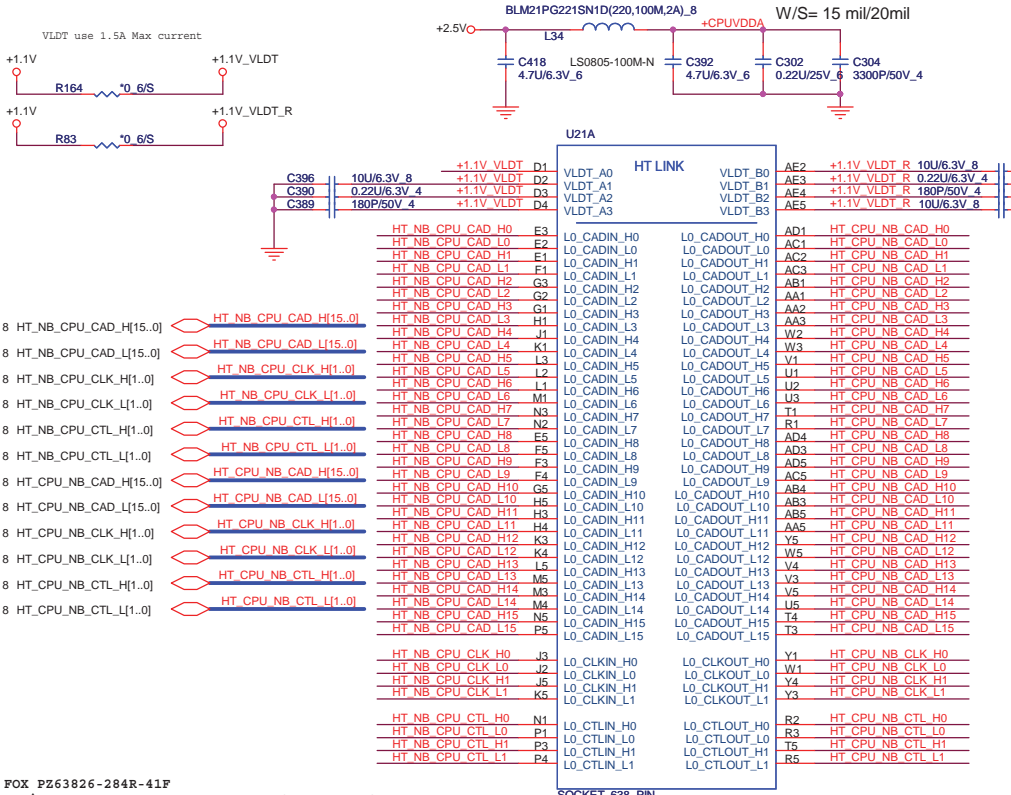 BLM21PG221SN1D(220,100M,2A)_8
W/S= 15 mil/20mil
+2.5V
+CPUVDDA
L34
LS0805-100M-N
C418
4.7U/6.3V_6
C392
4.7U/6.3V_6
C302
0.22U/25V_6
C304
3300P/50V_4
VLDT use 1.5A Max current
+1.1V
+1.1V_VLDT
R164
*0_6/S
+1.1V
+1.1V_VLDT_R
R83
*0_6/S
U21A
HT LINK
C396 10U/6.3V_8 +1.1V_VLDT D1 VLDT_A0 VLDT_B0 AE2 +1.1V_VLDT_R 10U/6.3V_8
C390 0.22U/6.3V_4 +1.1V_VLDT D2 VLDT_A1 VLDT_B1 AE3 +1.1V_VLDT_R 0.22U/6.3V_4
C389 180P/50V_4 +1.1V_VLDT D3 VLDT_A2 VLDT_B2 AE4 +1.1V_VLDT_R 180P/50V_4
+1.1V_VLDT D4 VLDT_A3 VLDT_B3 AE5 +1.1V_VLDT_R 10U/6.3V_8
HT_NB_CPU_CAD_H0 E3 L0_CADIN_H0 L0_CADOUT_H0 AD1 HT_CPU_NB_CAD_H0
HT_NB_CPU_CAD_L0 E2 L0_CADIN_L0 L0_CADOUT_L0 AC1 HT_CPU_NB_CAD_L0
HT_NB_CPU_CAD_H1 E1 L0_CADIN_H1 L0_CADOUT_H1 AC2 HT_CPU_NB_CAD_H1
HT_NB_CPU_CAD_L1 F1 L0_CADIN_L1 L0_CADOUT_L1 AC3 HT_CPU_NB_CAD_L1
HT_NB_CPU_CAD_H2 G3 L0_CADIN_H2 L0_CADOUT_H2 AB1 HT_CPU_NB_CAD_H2
HT_NB_CPU_CAD_L2 G2 L0_CADIN_L2 L0_CADOUT_L2 AA1 HT_CPU_NB_CAD_L2
HT_NB_CPU_CAD_H3 G1 L0_CADIN_H3 L0_CADOUT_H3 AA2 HT_CPU_NB_CAD_H3
HT_NB_CPU_CAD_L3 H1 L0_CADIN_L3 L0_CADOUT_L3 AA3 HT_CPU_NB_CAD_L3
HT_NB_CPU_CAD_H4 J1 L0_CADIN_H4 L0_CADOUT_H4 W2 HT_CPU_NB_CAD_H4
HT_NB_CPU_CAD_L4 K1 L0_CADIN_L4 L0_CADOUT_L4 W3 HT_CPU_NB_CAD_L4
HT_NB_CPU_CAD_H5 L3 L0_CADIN_H5 L0_CADOUT_H5 V1 HT_CPU_NB_CAD_H5
HT_NB_CPU_CAD_L5 L2 L0_CADIN_L5 L0_CADOUT_L5 U1 HT_CPU_NB_CAD_L5
HT_NB_CPU_CAD_H6 L1 L0_CADIN_H6 L0_CADOUT_H6 U2 HT_CPU_NB_CAD_H6
HT_NB_CPU_CAD_L6 M1 L0_CADIN_L6 L0_CADOUT_L6 U3 HT_CPU_NB_CAD_L6
HT_NB_CPU_CAD_H7 N3 L0_CADIN_H7 L0_CADOUT_H7 T1 HT_CPU_NB_CAD_H7
HT_NB_CPU_CAD_L7 N2 L0_CADIN_L7 L0_CADOUT_L7 R1 HT_CPU_NB_CAD_L7
HT_NB_CPU_CAD_H8 E5 L0_CADIN_H8 L0_CADOUT_H8 AD4 HT_CPU_NB_CAD_H8
HT_NB_CPU_CAD_L8 F5 L0_CADIN_L8 L0_CADOUT_L8 AD3 HT_CPU_NB_CAD_L8
HT_NB_CPU_CAD_H9 F3 L0_CADIN_H9 L0_CADOUT_H9 AD5 HT_CPU_NB_CAD_H9
HT_NB_CPU_CAD_L9 F4 L0_CADIN_L9 L0_CADOUT_L9 AC5 HT_CPU_NB_CAD_L9
HT_NB_CPU_CAD_H10 G5 L0_CADIN_H10 L0_CADOUT_H10 AB4 HT_CPU_NB_CAD_H10
HT_NB_CPU_CAD_L10 H5 L0_CADIN_L10 L0_CADOUT_L10 AB3 HT_CPU_NB_CAD_L10
HT_NB_CPU_CAD_H11 H3 L0_CADIN_H11 L0_CADOUT_H11 AB5 HT_CPU_NB_CAD_H11
HT_NB_CPU_CAD_L11 H4 L0_CADIN_L11 L0_CADOUT_L11 AA5 HT_CPU_NB_CAD_L11
HT_NB_CPU_CAD_H12 K3 L0_CADIN_H12 L0_CADOUT_H12 Y5 HT_CPU_NB_CAD_H12
HT_NB_CPU_CAD_L12 K4 L0_CADIN_L12 L0_CADOUT_L12 W5 HT_CPU_NB_CAD_L12
HT_NB_CPU_CAD_H13 L5 L0_CADIN_H13 L0_CADOUT_H13 V4 HT_CPU_NB_CAD_H13
HT_NB_CPU_CAD_L13 M5 L0_CADIN_L13 L0_CADOUT_L13 V3 HT_CPU_NB_CAD_L13
HT_NB_CPU_CAD_H14 M3 L0_CADIN_H14 L0_CADOUT_H14 V5 HT_CPU_NB_CAD_H14
HT_NB_CPU_CAD_L14 M4 L0_CADIN_L14 L0_CADOUT_L14 U5 HT_CPU_NB_CAD_L14
HT_NB_CPU_CAD_H15 N5 L0_CADIN_H15 L0_CADOUT_H15 T4 HT_CPU_NB_CAD_H15
HT_NB_CPU_CAD_L15 P5 L0_CADIN_L15 L0_CADOUT_L15 T3 HT_CPU_NB_CAD_L15
HT_NB_CPU_CLK_H0 J3 L0_CLKIN_H0 L0_CLKOUT_H0 Y1 HT_CPU_NB_CLK_H0
HT_NB_CPU_CLK_L0 J2 L0_CLKIN_L0 L0_CLKOUT_L0 W1 HT_CPU_NB_CLK_L0
HT_NB_CPU_CLK_H1 J5 L0_CLKIN_H1 L0_CLKOUT_H1 Y4 HT_CPU_NB_CLK_H1
HT_NB_CPU_CLK_L1 K5 L0_CLKIN_L1 L0_CLKOUT_L1 Y3 HT_CPU_NB_CLK_L1
HT_NB_CPU_CTL_H0 N1 L0_CTLIN_H0 L0_CTLOUT_H0 R2 HT_CPU_NB_CTL_H0
HT_NB_CPU_CTL_L0 P1 L0_CTLIN_L0 L0_CTLOUT_L0 R3 HT_CPU_NB_CTL_L0
HT_NB_CPU_CTL_H1 P3 L0_CTLIN_H1 L0_CTLOUT_H1 T5 HT_CPU_NB_CTL_H1
HT_NB_CPU_CTL_L1 P4 L0_CTLIN_L1 L0_CTLOUT_L1 R5 HT_CPU_NB_CTL_L1
8 HT_NB_CPU_CAD_H[15..0] HT_NB_CPU_CAD_H[15..0]
8 HT_NB_CPU_CAD_L[15..0] HT_NB_CPU_CAD_L[15..0]
8 HT_NB_CPU_CLK_H[1..0] HT_NB_CPU_CLK_H[1..0]
8 HT_NB_CPU_CLK_L[1..0] HT_NB_CPU_CLK_L[1..0]
8 HT_NB_CPU_CTL_H[1..0] HT_NB_CPU_CTL_H[1..0]
8 HT_NB_CPU_CTL_L[1..0] HT_NB_CPU_CTL_L[1..0]
8 HT_CPU_NB_CAD_H[15..0] HT_CPU_NB_CAD_H[15..0]
8 HT_CPU_NB_CAD_L[15..0] HT_CPU_NB_CAD_L[15..0]
8 HT_CPU_NB_CLK_H[1..0] HT_CPU_NB_CLK_H[1..0]
8 HT_CPU_NB_CLK_L[1..0] HT_CPU_NB_CLK_L[1..0]
8 HT_CPU_NB_CTL_H[1..0] HT_CPU_NB_CTL_H[1..0]
8 HT_CPU_NB_CTL_L[1..0] HT_CPU_NB_CTL_L[1..0]
FOX PZ63826-284R-41F
SOCKET_638_PIN